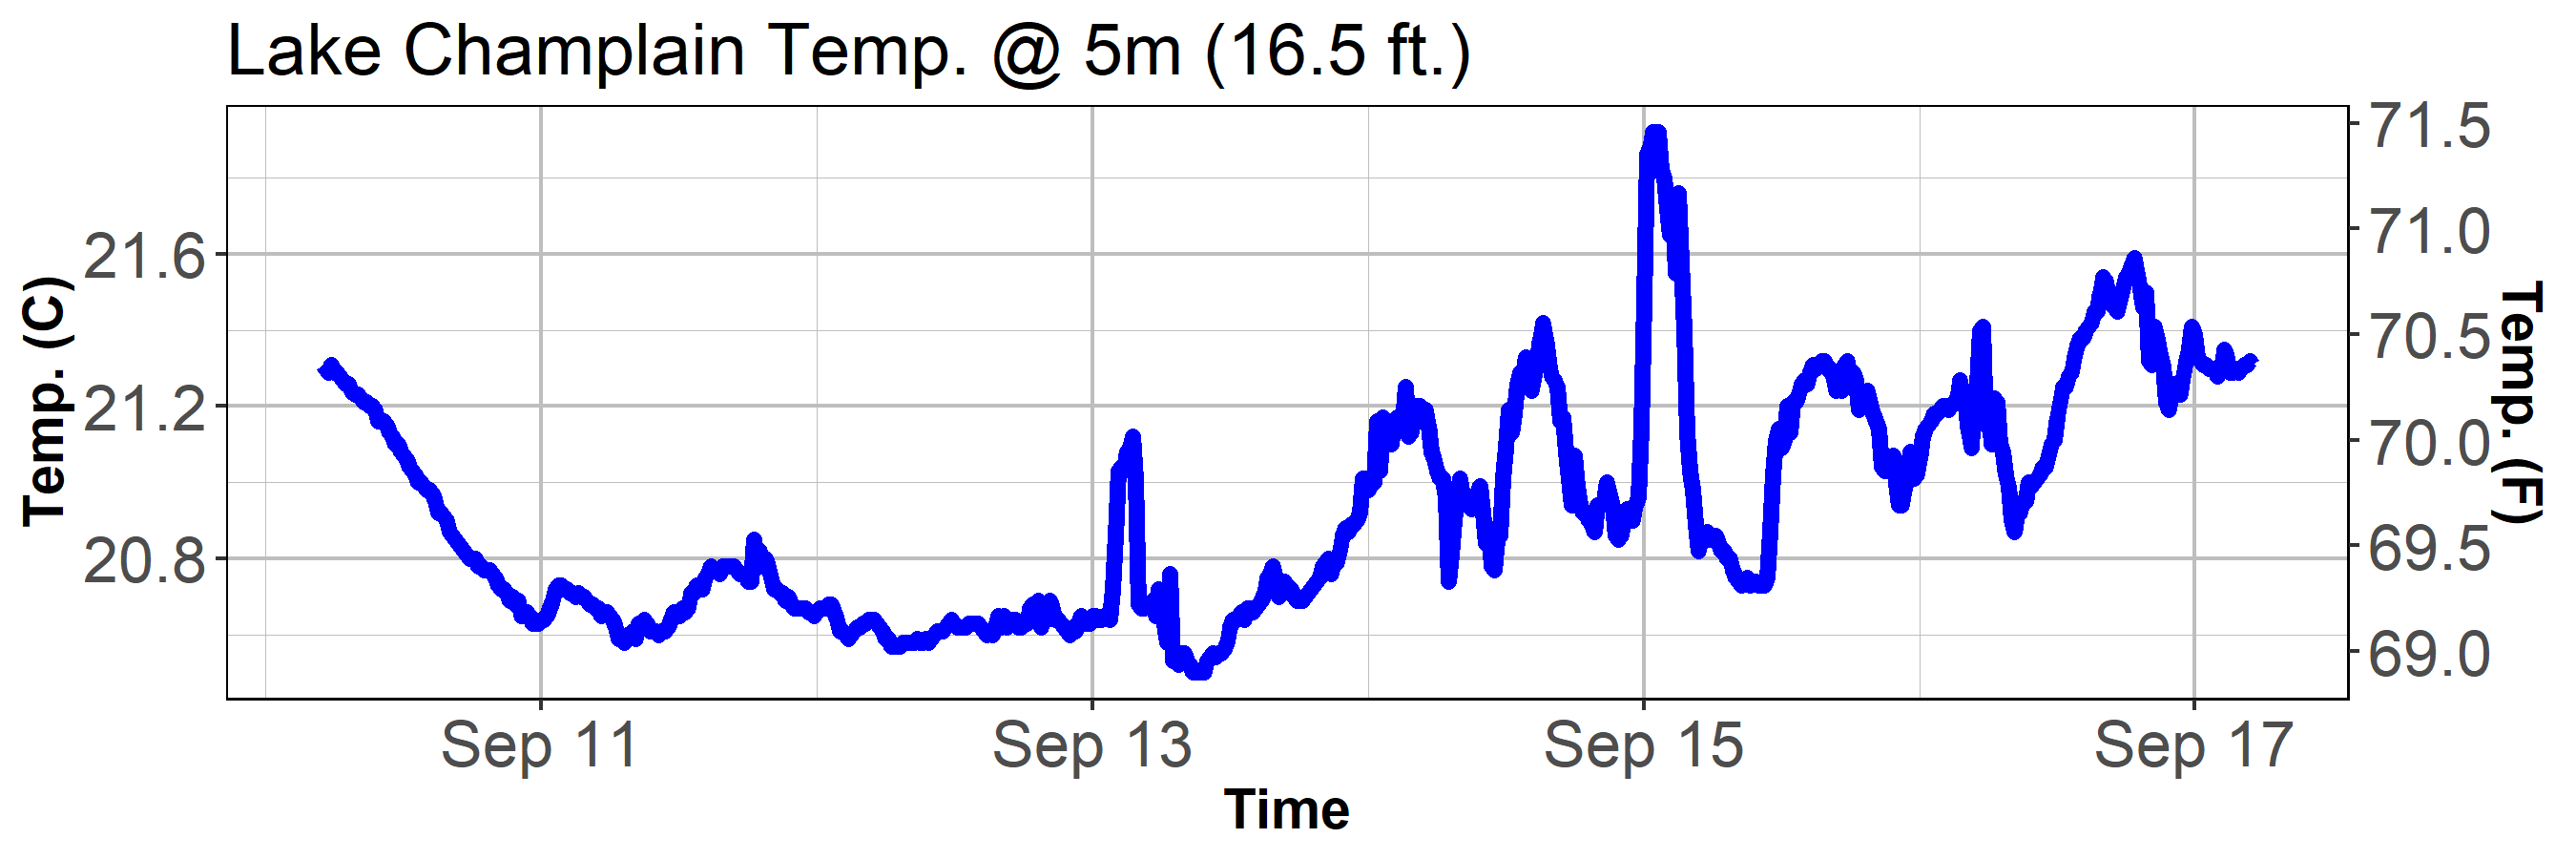 Lake Champlain Temp. @ 5m (16.5 ft.)
Temp. (C)
21.6
21.2
20.8
71.5
71.0
70.5
70.0
69.5
69.0
Temp. (F)
Sep 11 Sep 13 Sep 15 Sep 17
Time